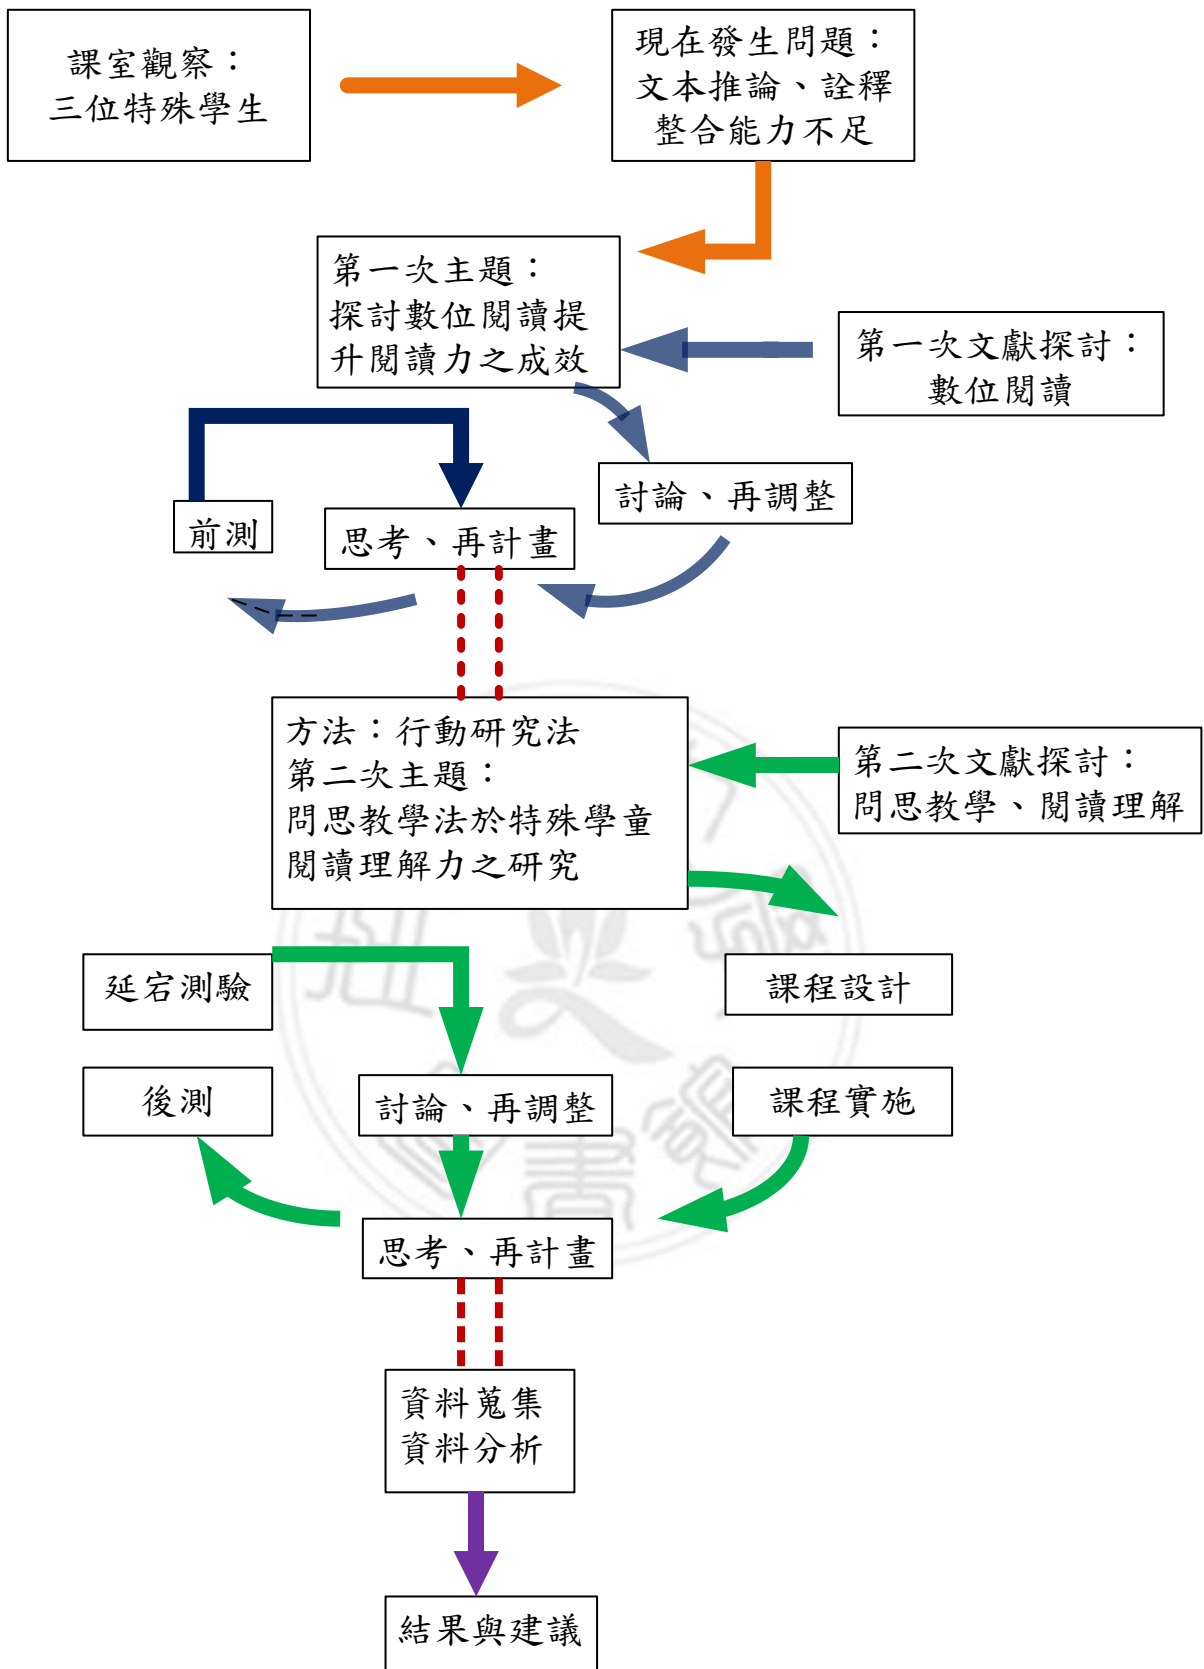 課室觀察：
三位特殊學生
現在發生問題：
文本推論、詮釋
整合能力不足
第一次主題：
探討數位閱讀提
升閱讀力之成效
第一次文獻探討：
數位閱讀
討論、再調整
前測
思考、再計畫
方法：行動研究法
第二次主題：
問思教學法於特殊學童
閱讀理解力之研究
第二次文獻探討：
問思教學、閱讀理解
延宕測驗
課程設計
後測
討論、再調整
課程實施
思考、再計畫
資料蒐集
資料分析
結果與建議